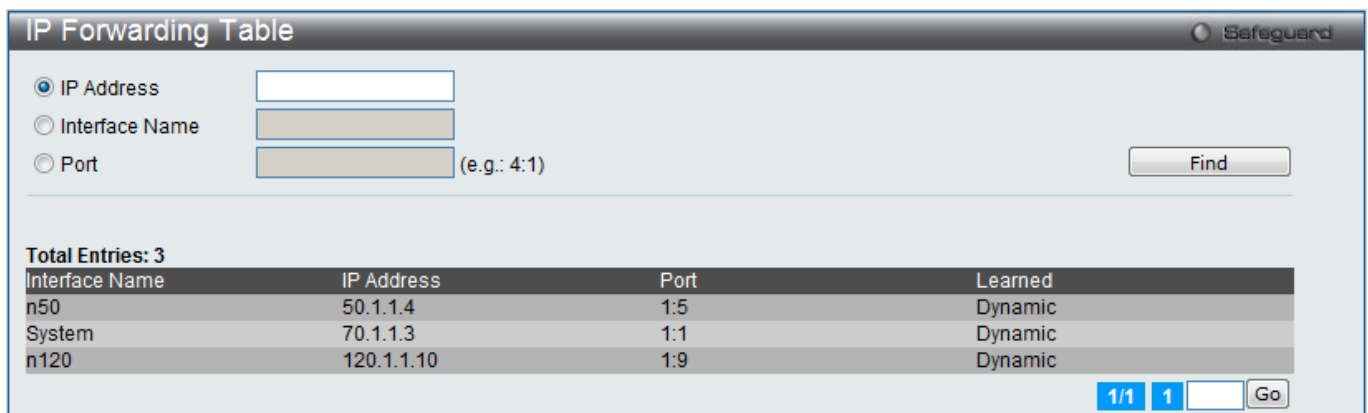 IP Forwarding Table Safeguard
IP Address
Interface Name
Port (e.g.: 4:1) Find
Total Entries: 3
Interface Name IP Address Port Learned
n50 50.1.1.4 1:5 Dynamic
System 70.1.1.3 1:1 Dynamic
n120 120.1.1.10 1:9 Dynamic
1/1 1 Go